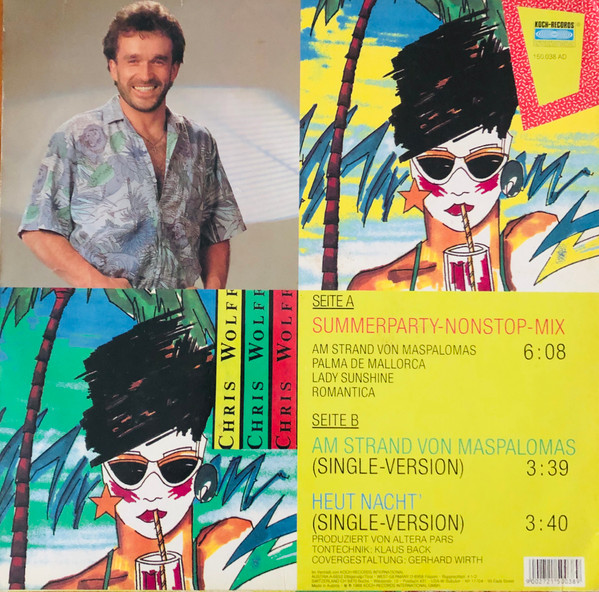 KOCH-RECORDS
INTERNATIONAL
CHRIS WOLFF
CHRIS WOLFF
CHRIS WOLFF
SEITE A
SUMMERPARTY-NONSTOP-MIX
AM STRAND VON MASPALOMAS 6:08
PALMA DE MALLORCA
LADY SUNSHINE
ROMANTICA
SEITE B
AM STRAND VON MASPALOMAS
(SINGLE-VERSION) 3:39
HEUT NACHT'
(SINGLE-VERSION) 3:40
PRODUZIERT VON ALTERA PARS
TONTECHNIK: KLAUS BACK
COVERGESTALTUNG: GERHARD WIRTH